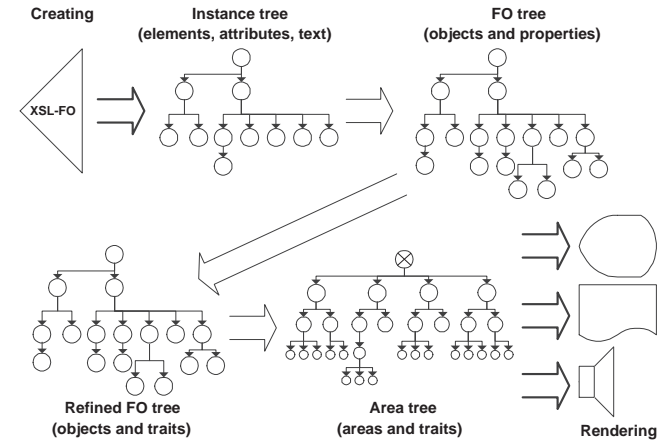 Creating
Instance tree
(elements, attributes, text)
FO tree
(objects and properties)
XSL-FO
Refined FO tree
(objects and traits)
Area tree
(areas and traits)
Rendering